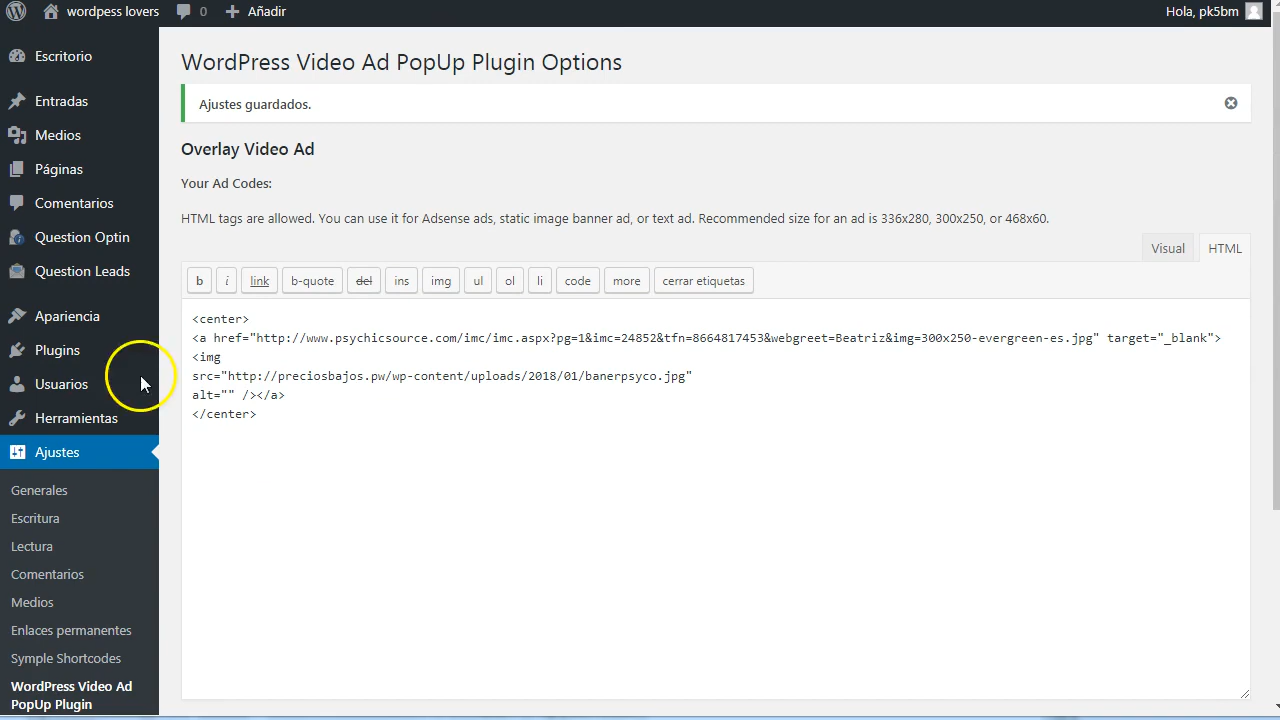 wordpess lovers
0
Añadir
Hola, pk5bm
Escritorio
Entradas
Medios
Páginas
Comentarios
Question Optin
Question Leads
Apariencia
Plugins
Usuarios
Herramientas
Ajustes
Generales
Escritura
Lectura
Comentarios
Medios
Enlaces permanentes
Symple Shortcodes
WordPress Video Ad
PopUp Plugin
WordPress Video Ad PopUp Plugin Options
Ajustes guardados.
Overlay Video Ad
Your Ad Codes:
HTML tags are allowed. You can use it for Adsense ads, static image banner ad, or text ad. Recommended size for an ad is 336x280, 300x250, or 468x60.
Visual HTML
b i link b-quote del ins img ul ol li code more cerrar etiquetas
<center>
<a href="http://www.psychicsource.com/imc/imc.aspx?pg=1&imc=24852&tfn=8664817453&webgreet=Beatriz&img=300x250-evergreen-es.jpg" target="_blank">
<img
src="http://preciosbajos.pw/wp-content/uploads/2018/01/banerpsyco.jpg"
alt="" /></a>
</center>